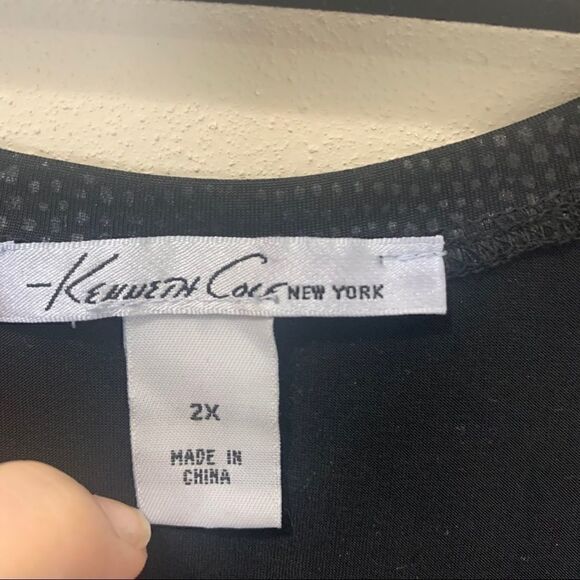 Kenneth Cole NEW YORK
2X
MADE IN
CHINA